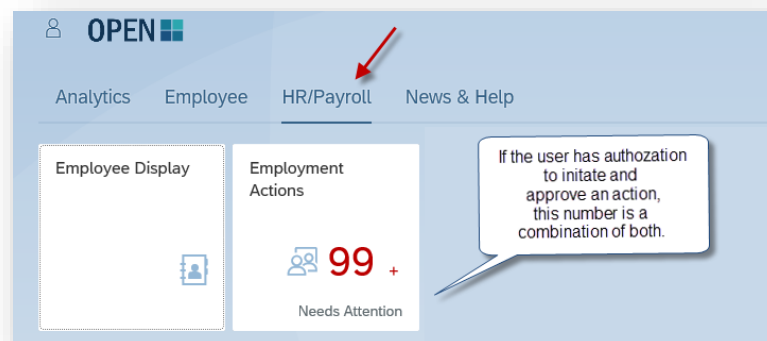 OPEN
Analytics Employee HR/Payroll News & Help
Employee Display
Employment
Actions
99 +
Needs Attention
If the user has authozation
to initate and
approve an action,
this number is a
combination of both.